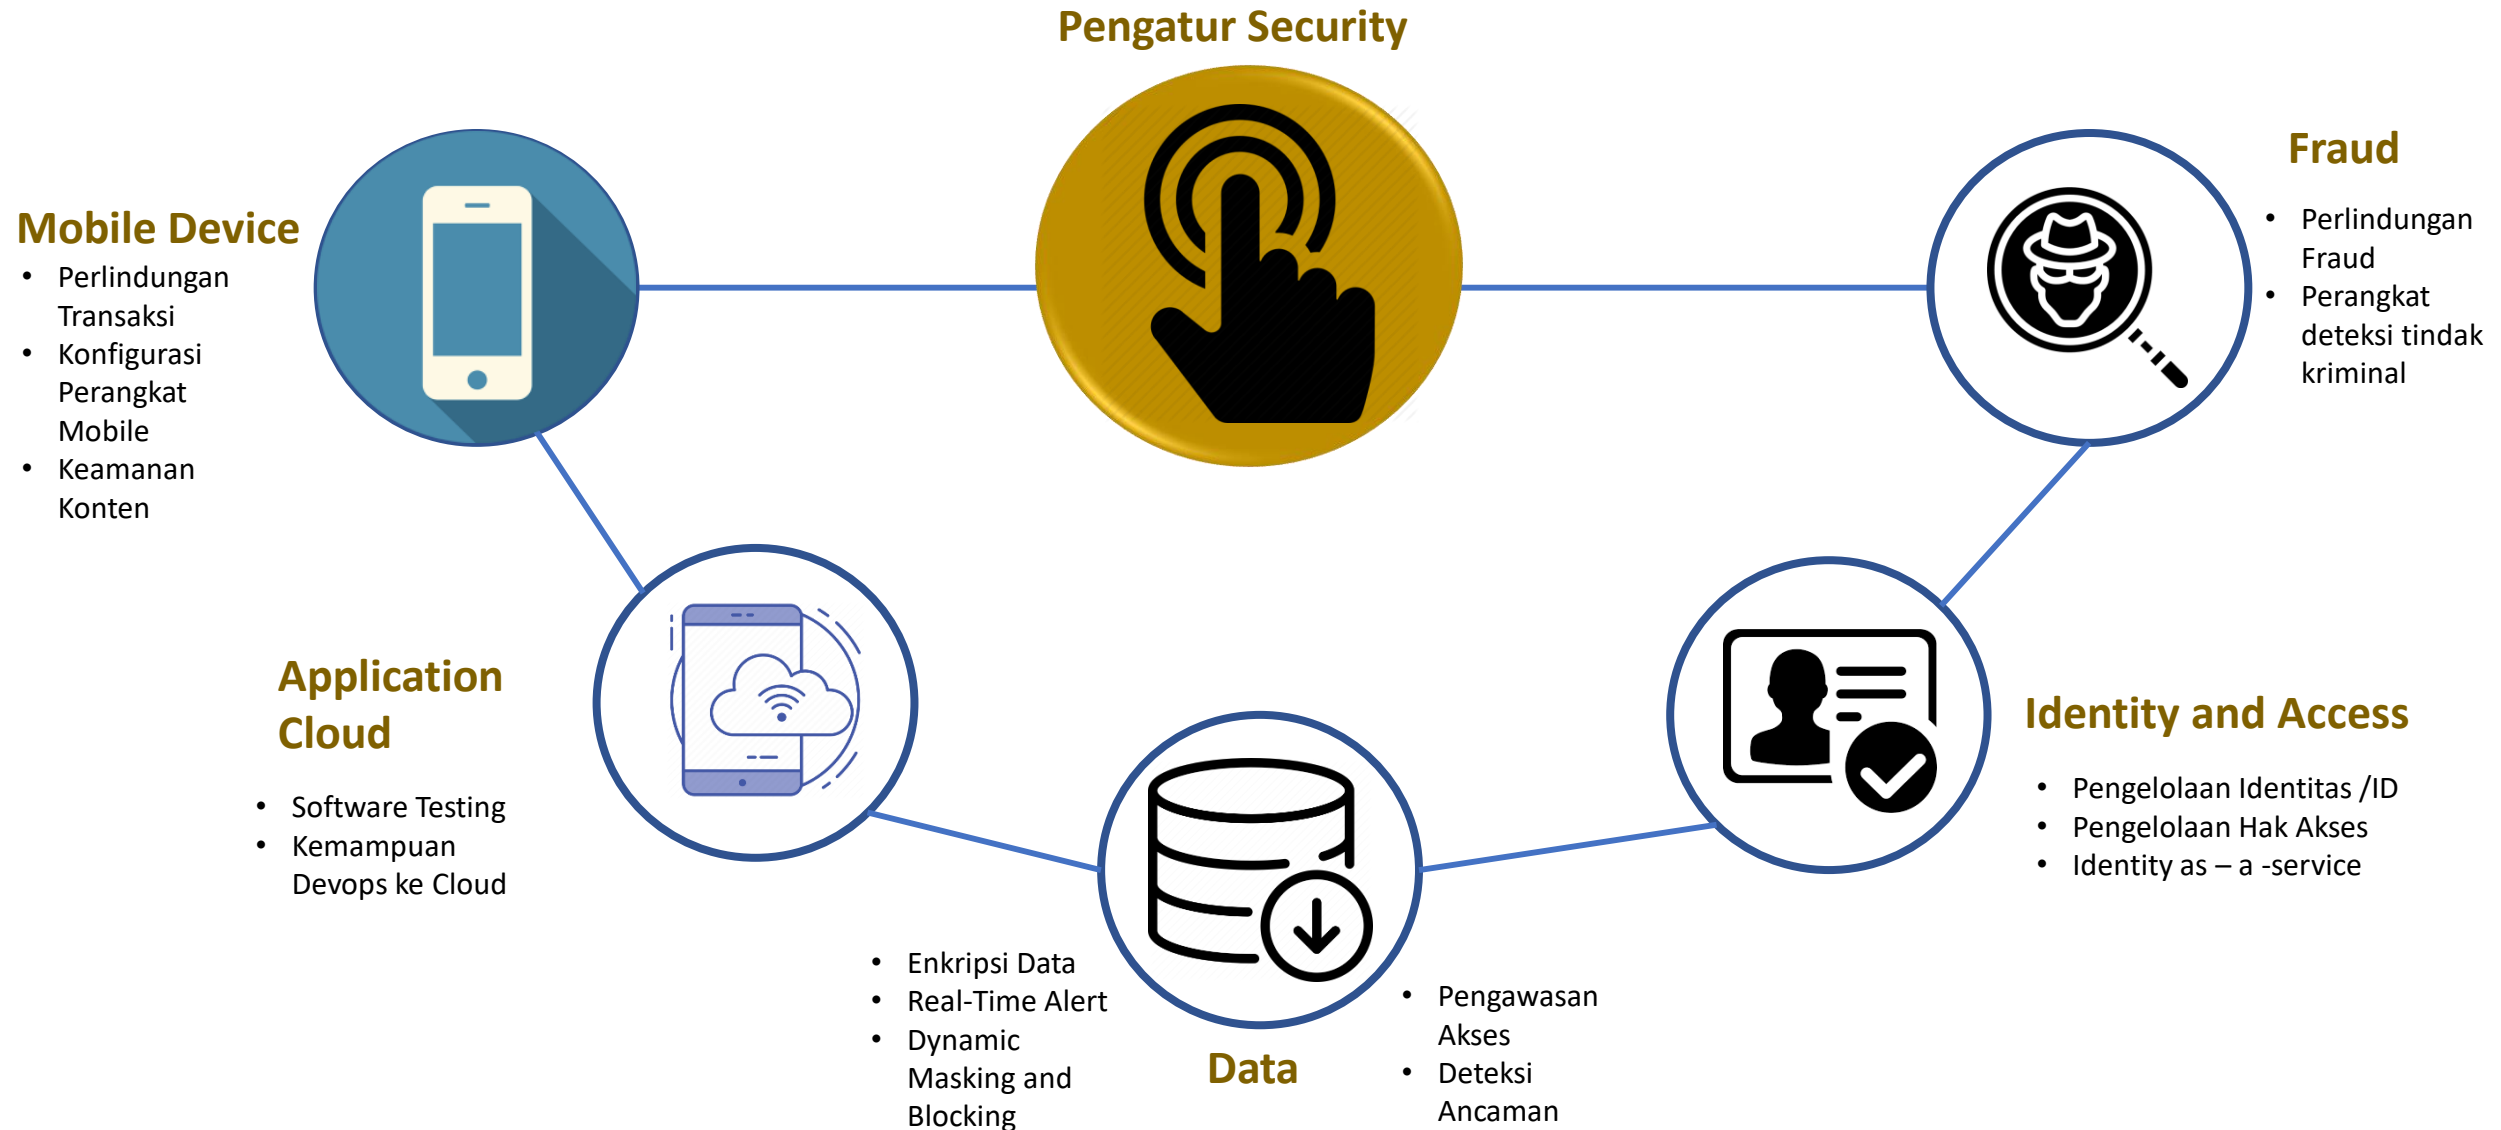 Pengatur Security
Mobile Device
• Perlindungan
Transaksi
• Konfigurasi
Perangkat
Mobile
• Keamanan
Konten
Fraud
• Perlindungan
Fraud
• Perangkat
deteksi tindak
kriminal
Application
Cloud
• Software Testing
• Kemampuan
Devops ke Cloud
Identity and Access
• Pengelolaan Identitas /ID
• Pengelolaan Hak Akses
• Identity as – a -service
• Enkripsi Data
• Real-Time Alert
• Dynamic
Masking and
Blocking
Data
• Pengawasan
Akses
• Deteksi
Ancaman